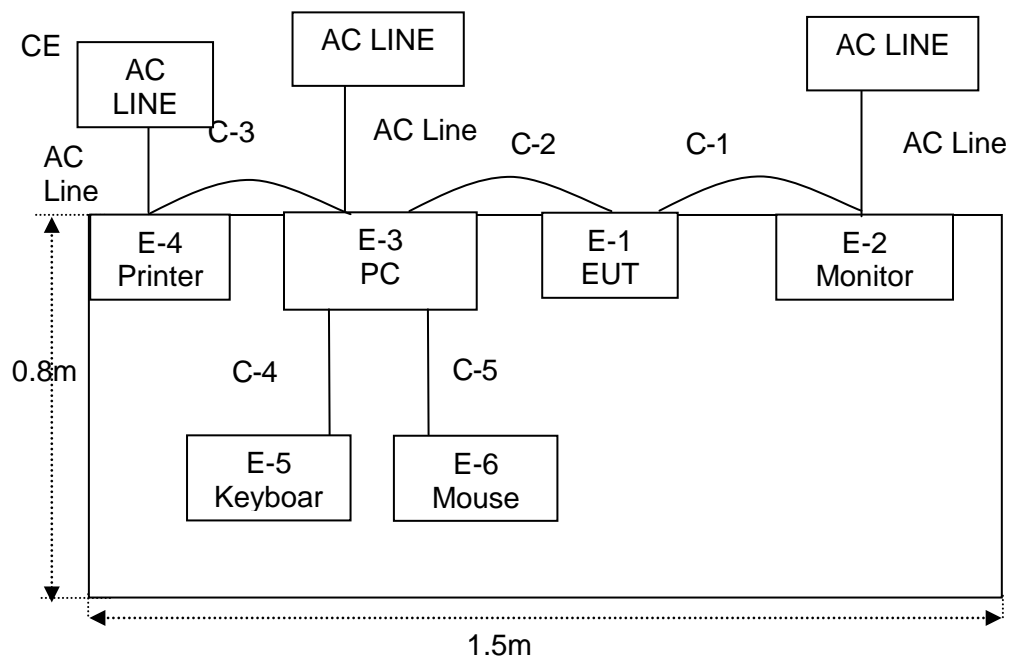 CE
AC
LINE
AC LINE
AC LINE
C-3
AC Line
C-2
C-1
AC Line
AC
Line
E-4
Printer
E-3
PC
E-1
EUT
E-2
Monitor
0.8m
C-4
C-5
E-5
Keyboar
E-6
Mouse
1.5m